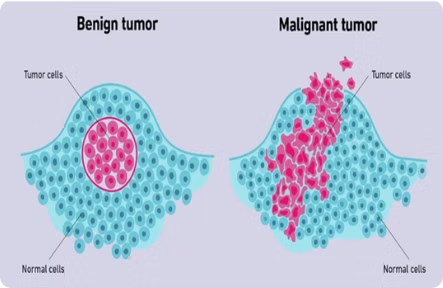 Benign tumor
Malignant tumor
Tumor cells
Tumor cells
Normal cells
Normal cells